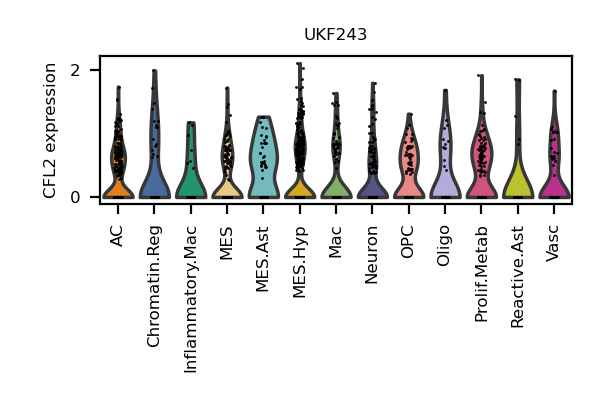 UKF243
CFL2 expression
2
0
AC
Chromatin.Reg
Inflammatory.Mac
MES
MES.Ast
MES.Hyp
Mac
Neuron
OPC
Oligo
Prolif.Metab
Reactive.Ast
Vasc